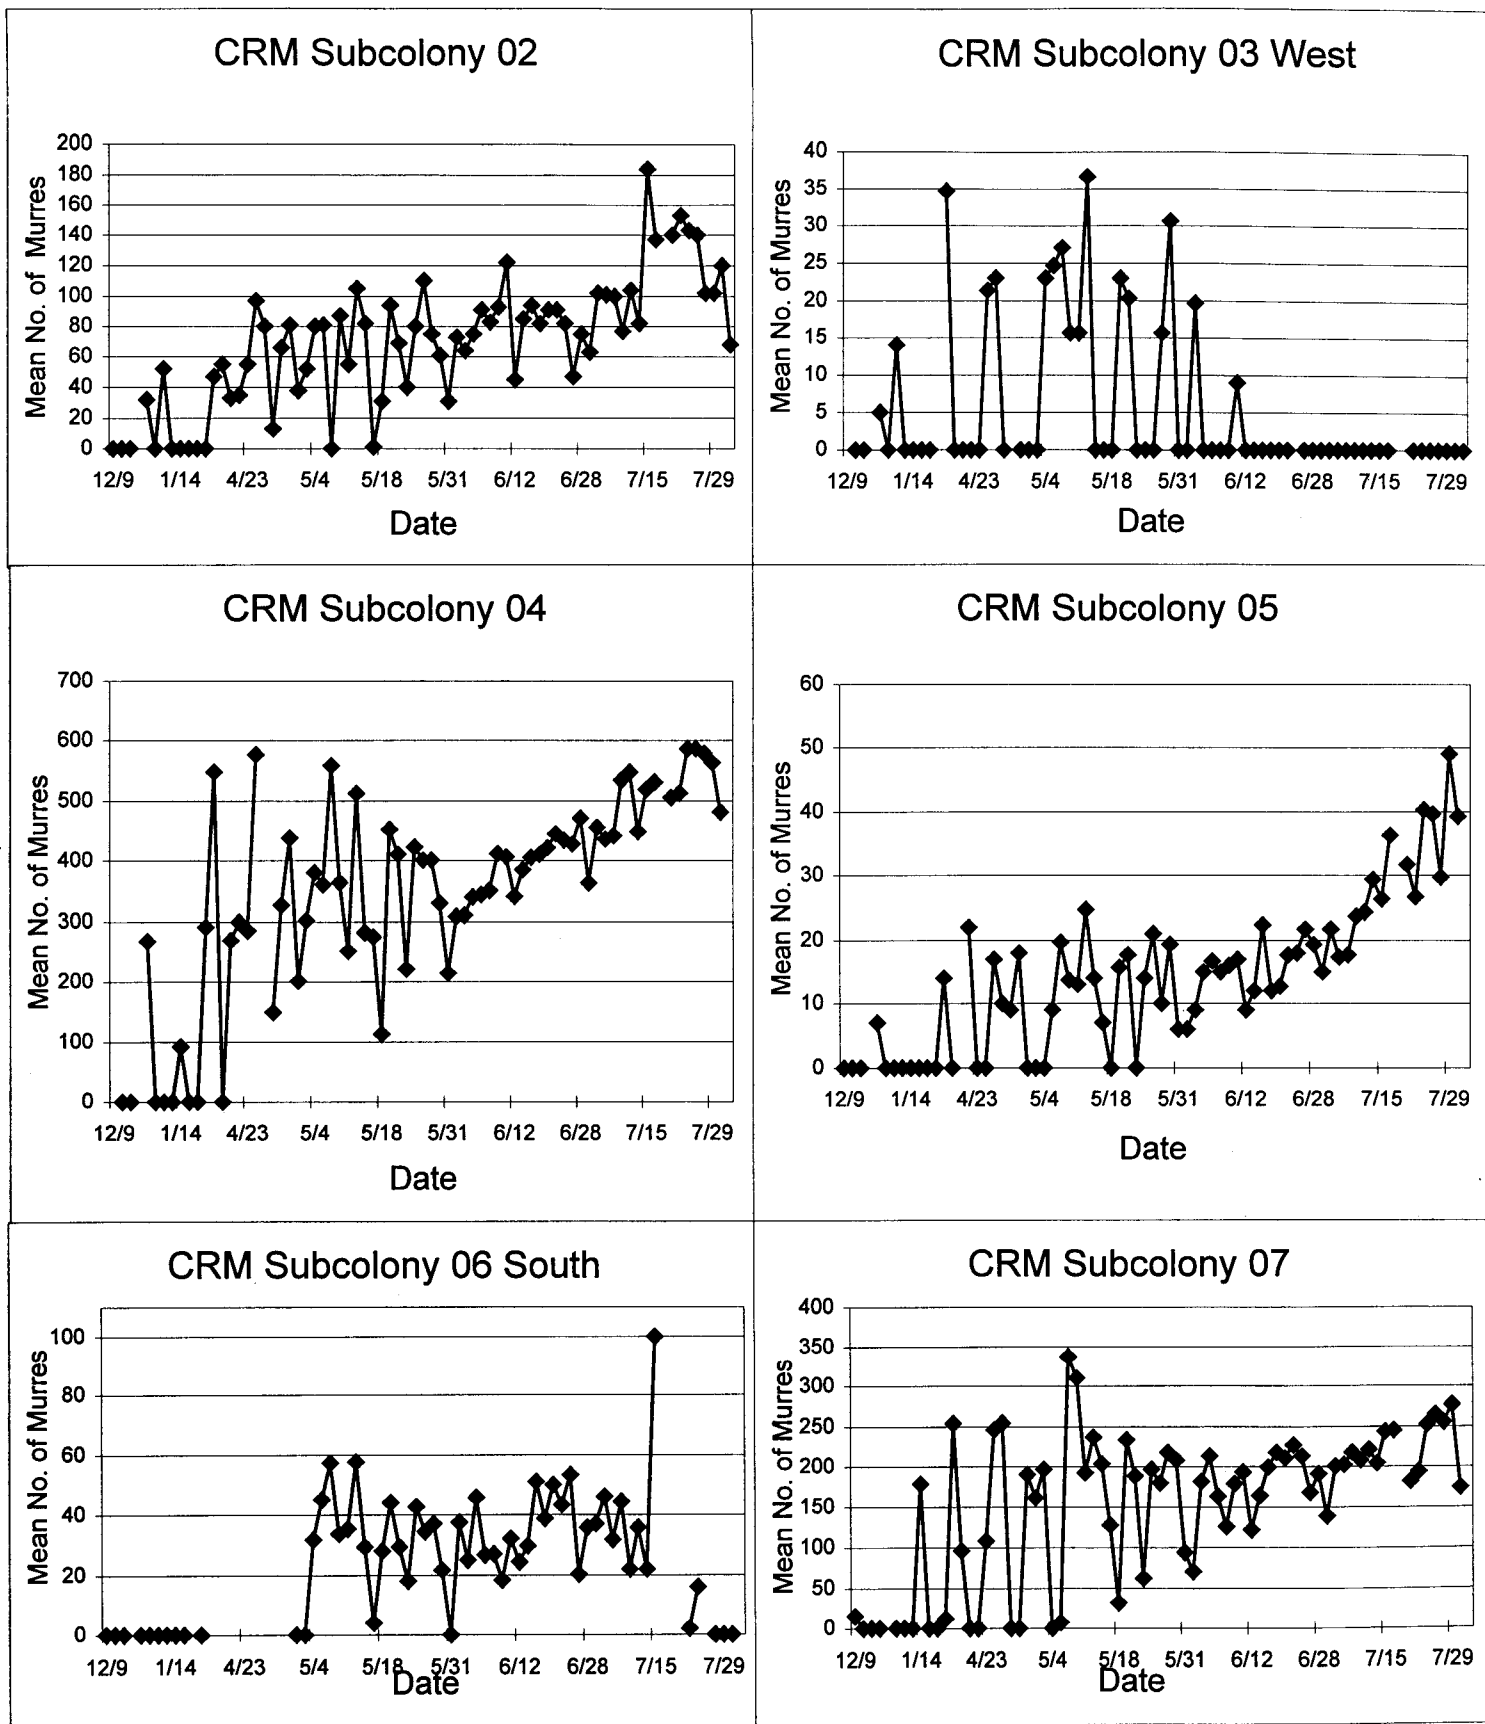 CRM Subcolony 02
Mean No. of Murres
200
180
160
140
120
100
80
60
40
20
0
12/9 1/14 4/23 5/4 5/18 5/31 6/12 6/28 7/15 7/29
Date
CRM Subcolony 03 West
Mean No. of Murres
40
35
30
25
20
15
10
5
0
12/9 1/14 4/23 5/4 5/18 5/31 6/12 6/28 7/15 7/29
Date
CRM Subcolony 04
Mean No. of Murres
700
600
500
400
300
200
100
0
12/9 1/14 4/23 5/4 5/18 5/31 6/12 6/28 7/15 7/29
Date
CRM Subcolony 05
Mean No. of Murres
60
50
40
30
20
10
0
12/9 1/14 4/23 5/4 5/18 5/31 6/12 6/28 7/15 7/29
Date
CRM Subcolony 06 South
Mean No. of Murres
100
80
60
40
20
0
12/9 1/14 4/23 5/4 5/18 5/31 6/12 6/28 7/15 7/29
Date
CRM Subcolony 07
Mean No. of Murres
400
350
300
250
200
150
100
50
0
12/9 1/14 4/23 5/4 5/18 5/31 6/12 6/28 7/15 7/29
Date